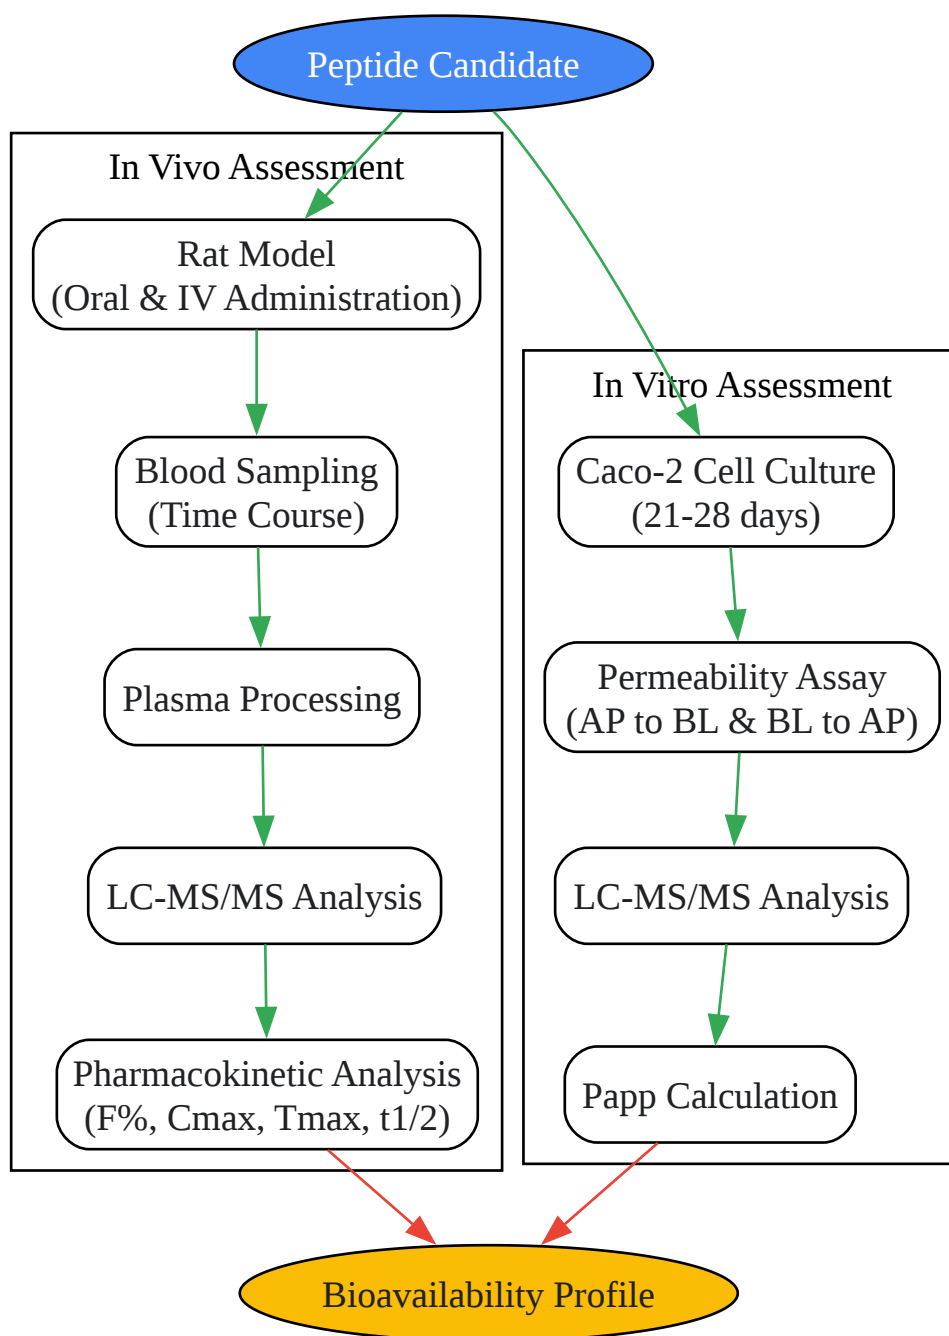 Peptide Candidate
In Vivo Assessment
Rat Model
(Oral & IV Administration)
Blood Sampling
(Time Course)
Plasma Processing
LC-MS/MS Analysis
Pharmacokinetic Analysis
(F%, Cmax, Tmax, t1/2)
In Vitro Assessment
Caco-2 Cell Culture
(21-28 days)
Permeability Assay
(AP to BL & BL to AP)
LC-MS/MS Analysis
Papp Calculation
Bioavailability Profile